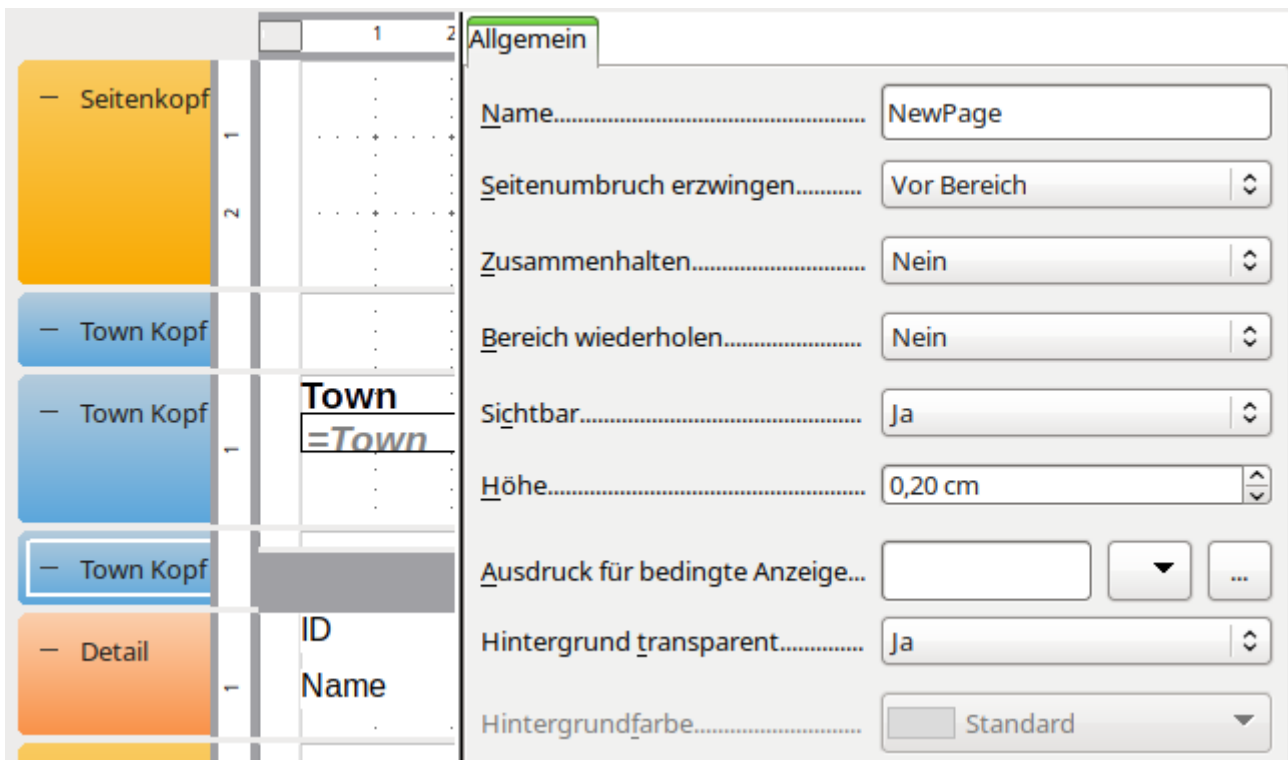 1 2
Allgemein
Seitenkopf
1
2
Name
NewPage
Seitenumbruch erzwingen
Vor Bereich
Zusammenhalten
Nein
Town Kopf
Bereich wiederholen
Nein
Town Kopf
1
Town
=Town
Sichtbar
Ja
Höhe
0,20 cm
Town Kopf
Ausdruck für bedingte Anzeige...
...
Detail
1
ID
Name
Hintergrund transparent
Ja
Hintergrundfarbe
Standard